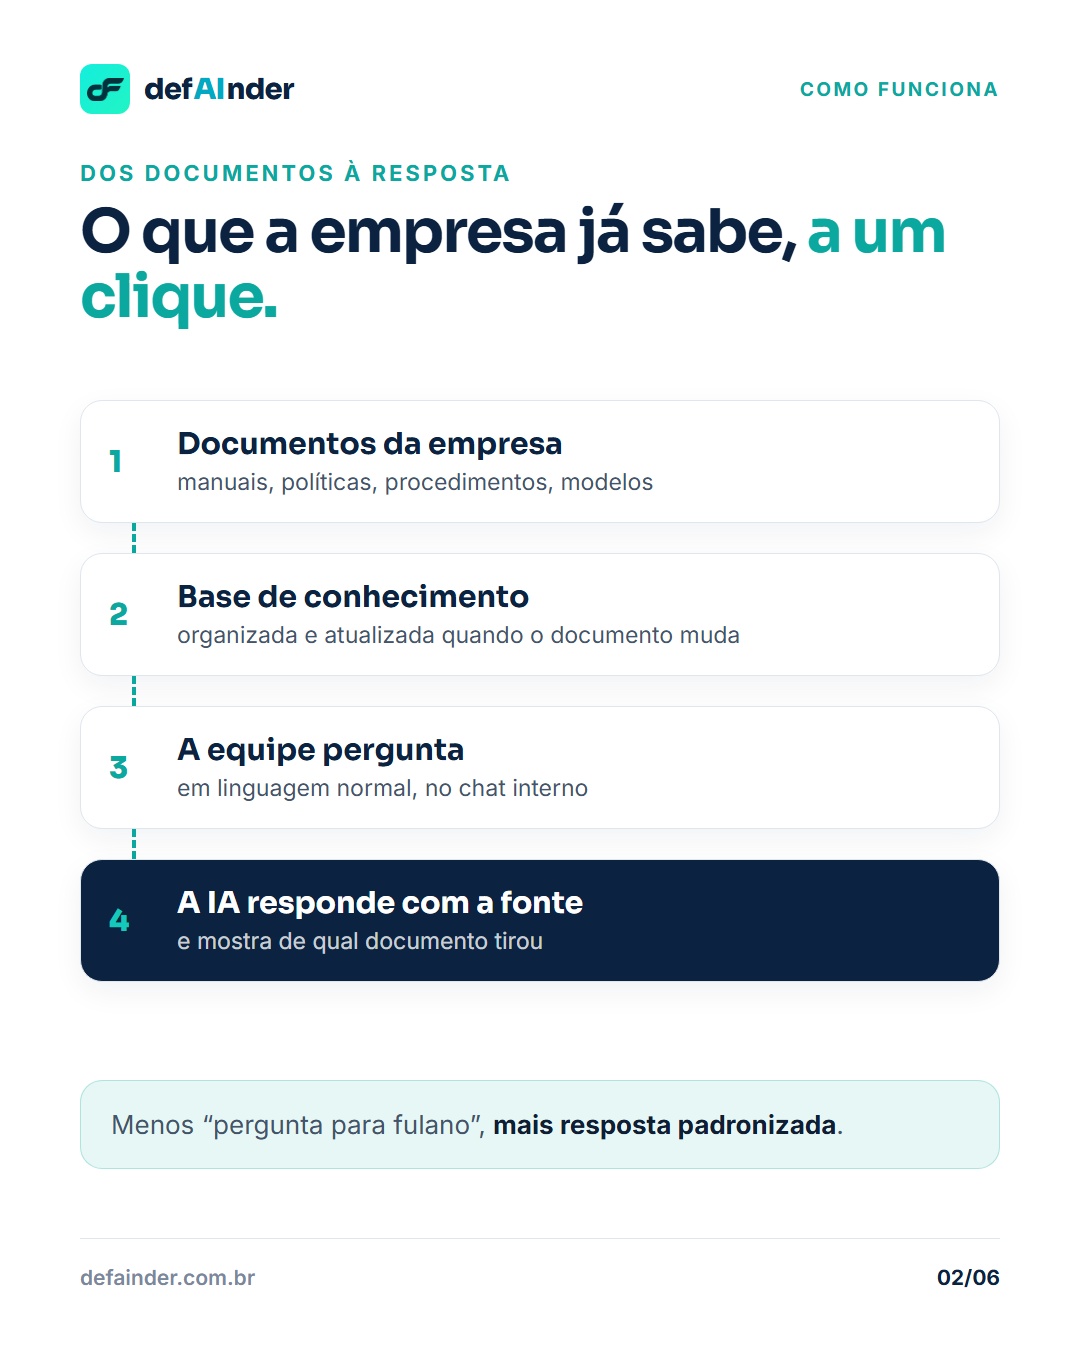 defAInder
COMO FUNCIONA
DOS DOCUMENTOS À RESPOSTA
O que a empresa já sabe, a um
clique.
1
Documentos da empresa
manuais, políticas, procedimentos, modelos
2
Base de conhecimento
organizada e atualizada quando o documento muda
3
A equipe pergunta
em linguagem normal, no chat interno
4
A IA responde com a fonte
e mostra de qual documento tirou
Menos “pergunta para fulano”, mais resposta padronizada.
defainder.com.br
02/06